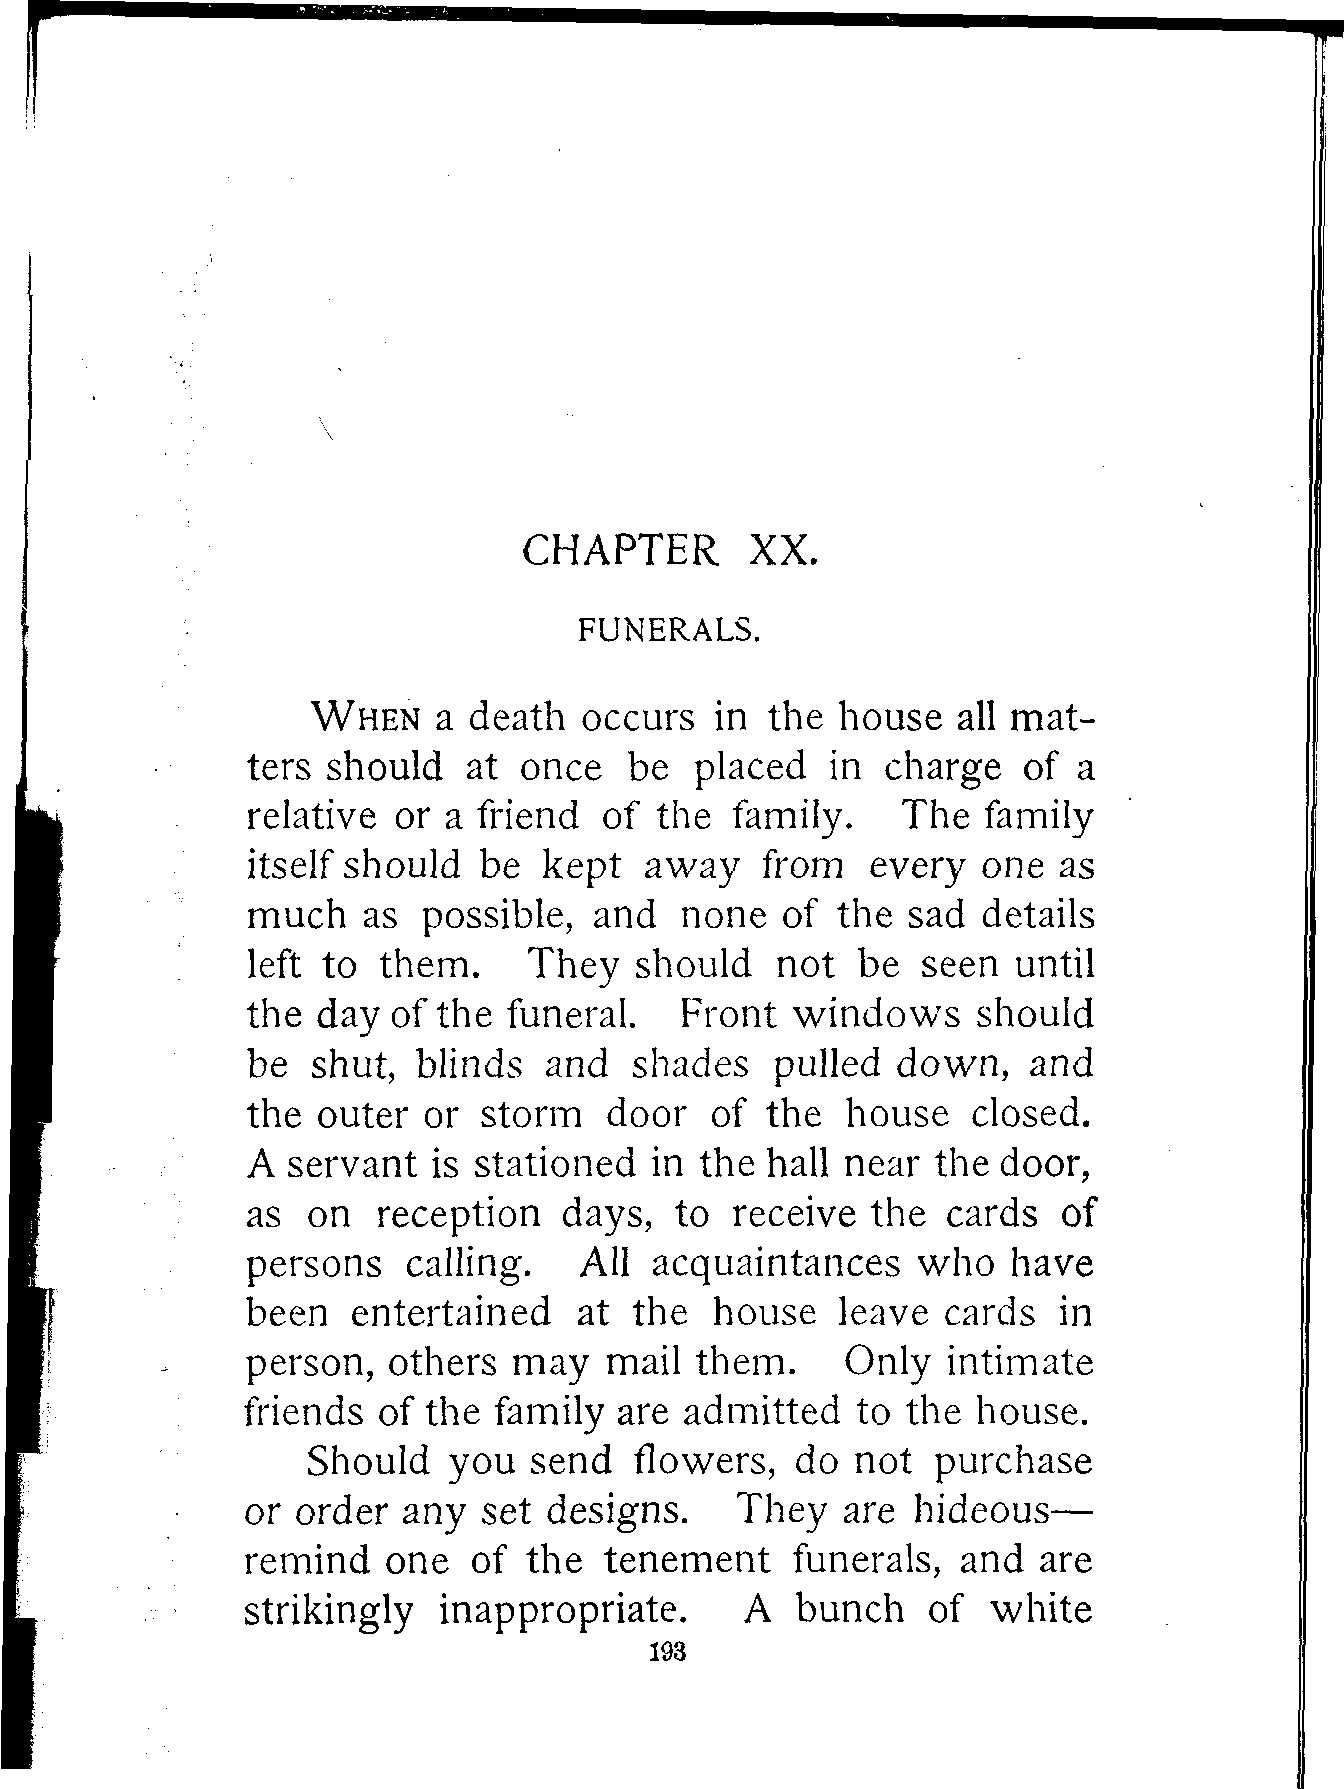 CHAPTER XX.
FUNERALS.
WHEN a death occurs in the house all mat-
ters should at once be placed in charge of a
relative or a friend of the family. The family
itself should be kept away from every one as
much as possible, and none of the sad details
left to them. They should not be seen until
the day of the funeral. Front windows should
be shut, blinds and shades pulled down, and
the outer or storm door of the house closed.
A servant is stationed in the hall near the door,
as on reception days, to receive the cards of
persons calling. All acquaintances who have
been entertained at the house leave cards in
person, others may mail them. Only intimate
friends of the family are admitted to the house.
Should you send flowers, do not purchase
or order any set designs. They are hideous—
remind one of the tenement funerals, and are
strikingly inappropriate. A bunch of white
193